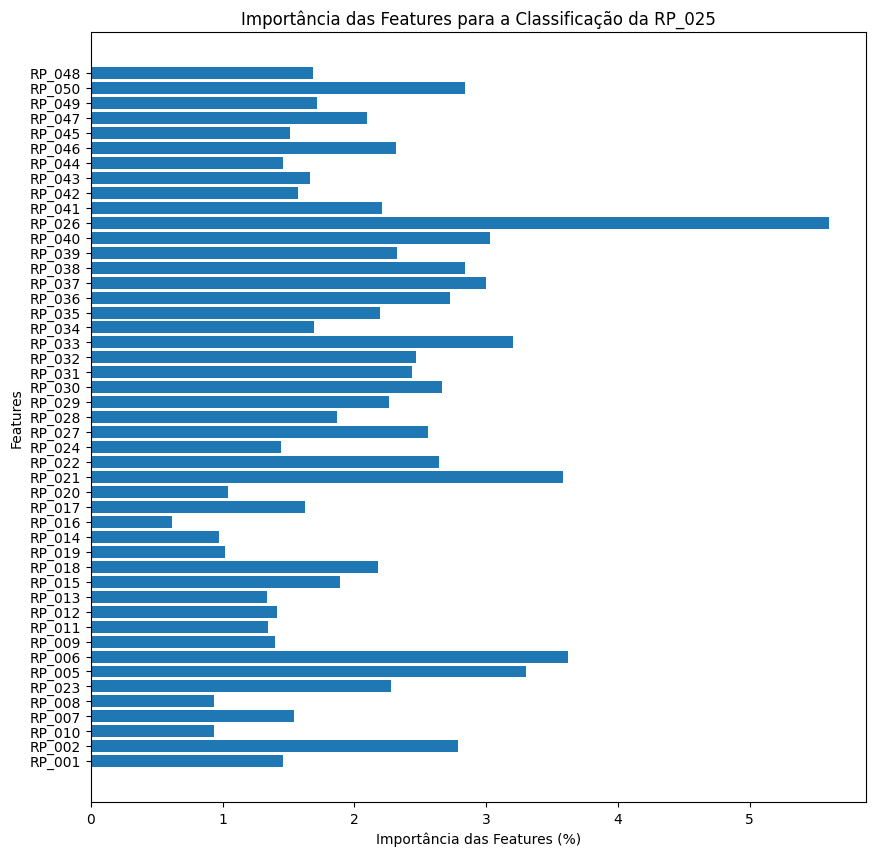 Importância das Features para a Classificação da RP_025
RP_048
RP_050
RP_049
RP_047
RP_045
RP_046
RP_044
RP_043
RP_042
RP_041
RP_026
RP_040
RP_039
RP_038
RP_037
RP_036
RP_035
RP_034
RP_033
RP_032
RP_031
RP_030
RP_029
RP_028
RP_027
RP_024
RP_022
RP_021
RP_020
RP_017
RP_016
RP_014
RP_019
RP_018
RP_015
RP_013
RP_012
RP_011
RP_009
RP_006
RP_005
RP_023
RP_008
RP_007
RP_010
RP_002
RP_001
Features
0 1 2 3 4 5
Importância das Features (%)